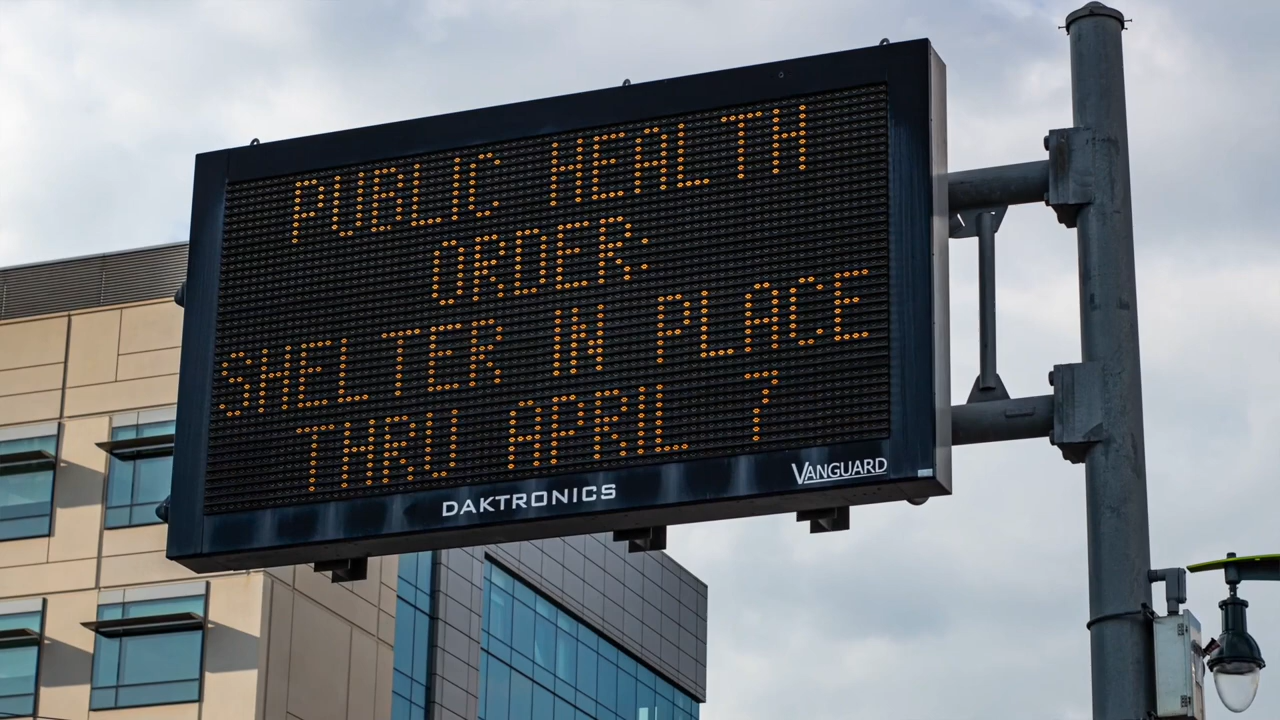 PUBLIC HEALTH
ORDER:
SHELTER IN PLACE
THRU APRIL 7
DAKTRONICS
VANGUARD